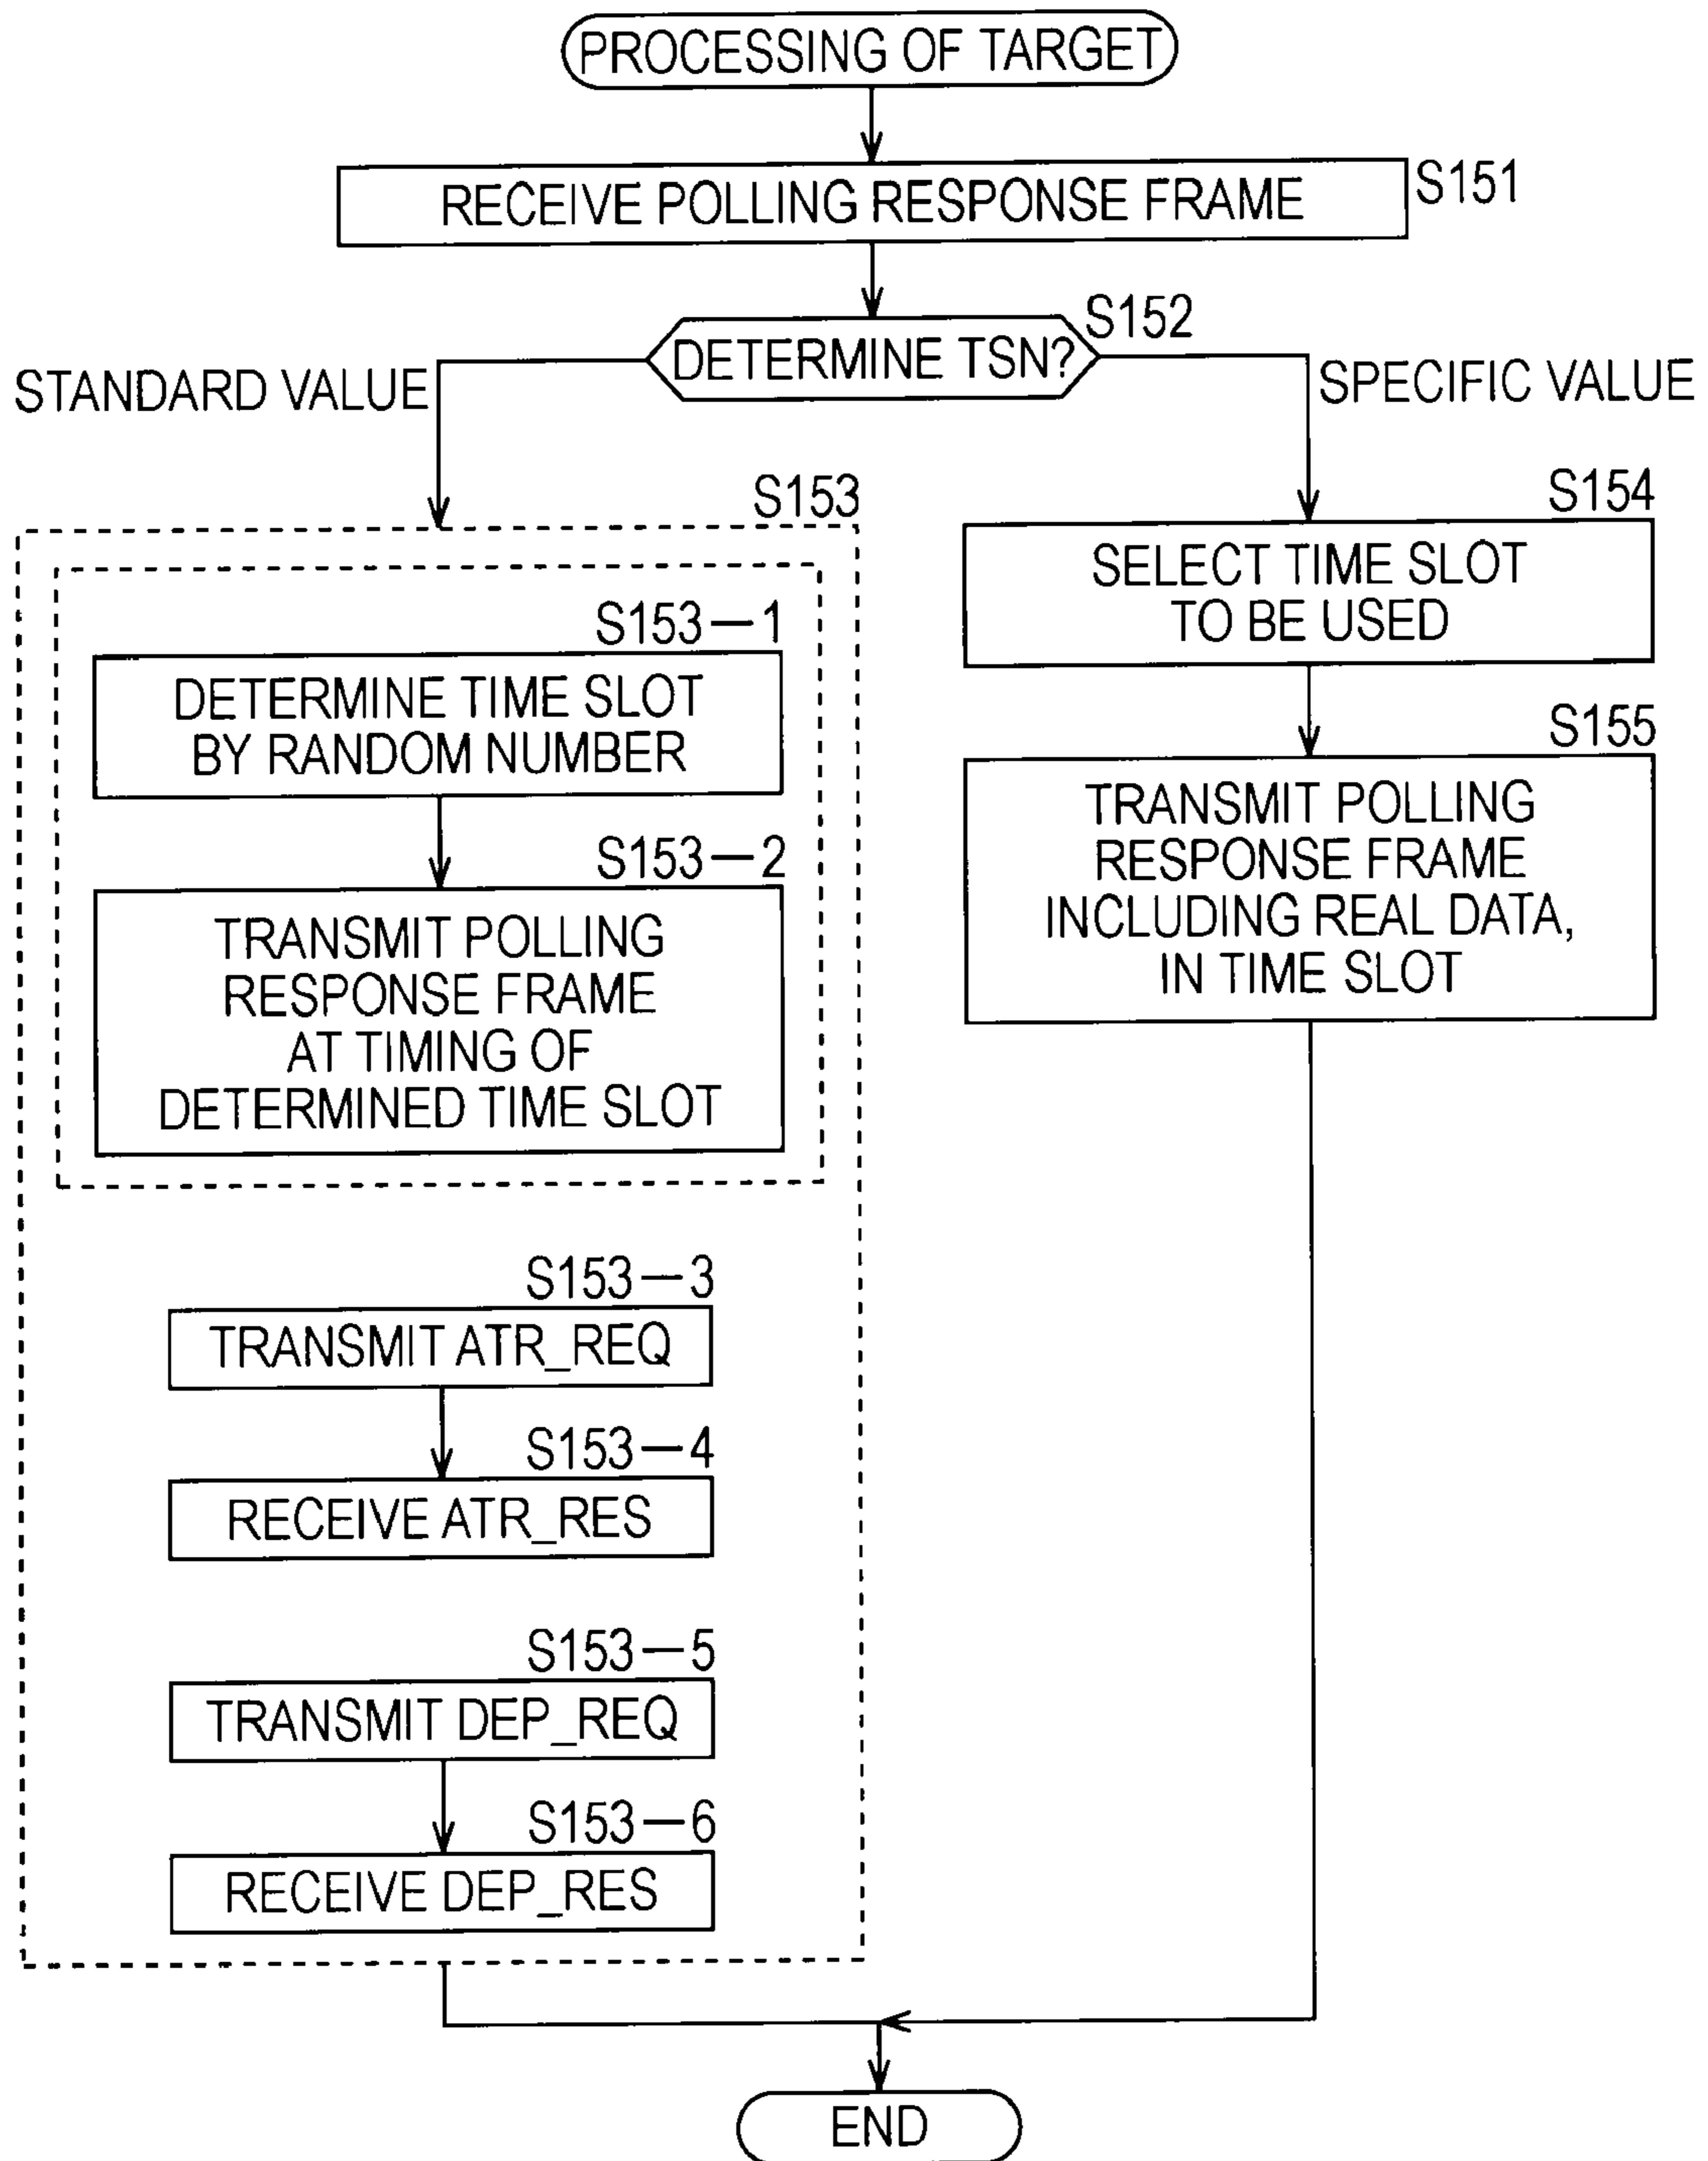 PROCESSING OF TARGET
RECEIVE POLLING RESPONSE FRAME
S151
S152
DETERMINE TSN?
STANDARD VALUE
SPECIFIC VALUE
S153
S153—1
DETERMINE TIME SLOT
BY RANDOM NUMBER
S153—2
TRANSMIT POLLING
RESPONSE FRAME
AT TIMING OF
DETERMINED TIME SLOT
S153—3
TRANSMIT ATR_REQ
S153—4
RECEIVE ATR_RES
S153—5
TRANSMIT DEP_REQ
S153—6
RECEIVE DEP_RES
S154
SELECT TIME SLOT
TO BE USED
S155
TRANSMIT POLLING
RESPONSE FRAME
INCLUDING REAL DATA,
IN TIME SLOT
END